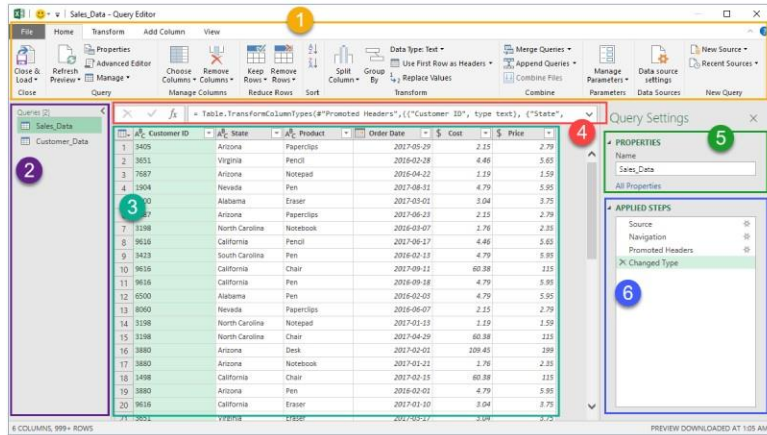 Sales_Data - Query Editor
1
File Home Transform Add Column View
Close & Load
Refresh Preview
Properties
Advanced Editor
Manage
Choose Columns
Remove Columns
Keep Rows
Remove Rows
Split Column
Group By
Data Type: Text
Use First Row as Headers
Replace Values
Merge Queries
Append Queries
Combine Files
Manage Parameters
Data source settings
New Source
Recent Sources
Close Query Manage Columns Reduce Rows Sort Transform Combine Parameters Data Sources New Query
Queries [2]
Sales_Data
Customer_Data
2
fx = Table.TransformColumnTypes(#"Promoted Headers",{{"Customer ID", type text}, {"State",
4
Customer ID State Product Order Date $ Cost $ Price
1 3405 Arizona Paperclips 2017-05-29 2.15 2.79
2 3651 Virginia Pencil 2016-02-28 4.46 5.65
3 7687 Arizona Notepad 2016-04-22 1.19 1.59
4 1904 Nevada Pen 2017-08-31 4.79 5.95
Alabama Eraser 2017-03-01 3.04 3.75
Arizona Paperclips 2017-06-23 2.15 2.79
3
7 3198 North Carolina Notebook 2016-03-07 1.76 2.35
8 9616 California Pencil 2017-06-17 4.46 5.65
9 3423 South Carolina Pen 2016-02-13 4.79 5.95
10 9616 California Chair 2017-09-11 60.38 115
11 9616 California Pen 2016-09-18 4.79 5.95
12 6500 Alabama Pen 2016-02-05 4.79 5.95
13 8060 Nevada Paperclips 2016-06-07 2.15 2.79
14 3198 North Carolina Notepad 2017-01-13 1.19 1.59
15 3198 North Carolina Chair 2017-04-29 60.38 115
16 3880 Arizona Desk 2017-02-01 109.45 199
17 3880 Arizona Notebook 2017-01-21 1.76 2.35
18 1498 California Chair 2017-02-15 60.38 115
19 3880 Arizona Pen 2016-02-01 4.79 5.95
20 9616 California Eraser 2017-01-10 3.04 3.75
21 3651 Virginia Eraser 2017-03-17 3.04 3.75
Query Settings
PROPERTIES
5
Name
Sales_Data
All Properties
APPLIED STEPS
Source
Navigation
Promoted Headers
Changed Type
6
6 COLUMNS, 999+ ROWS
PREVIEW DOWNLOADED AT 1:05 AM